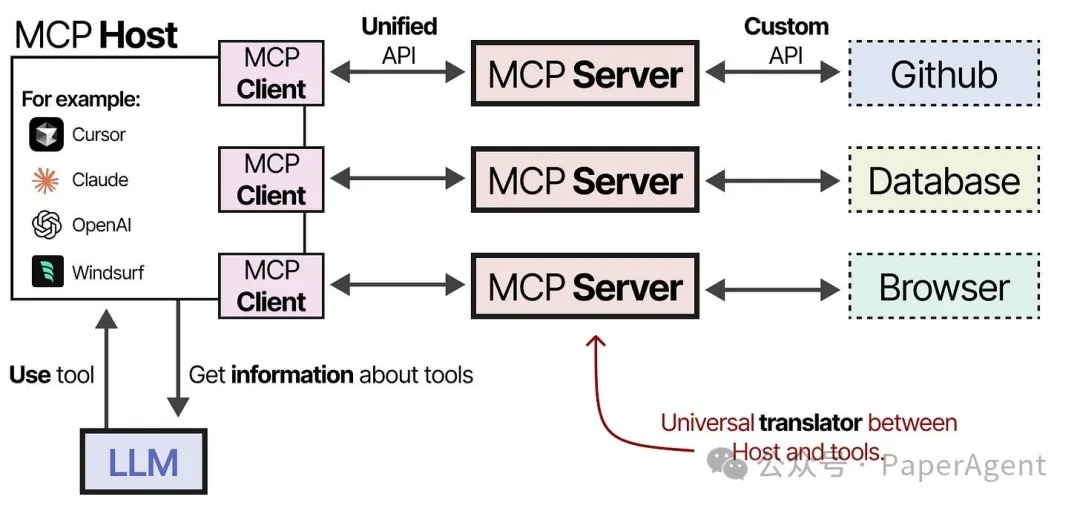 MCP Host
For example:
Cursor
Claude
OpenAI
Windsurf
MCP
Client
Unified
API
MCP Server
Custom
API
Github
MCP
Client
MCP Server
Database
MCP
Client
MCP Server
Browser
Use tool
Get information about tools
LLM
Universal translator between
Host and tools.
公众号 · PaperAgent